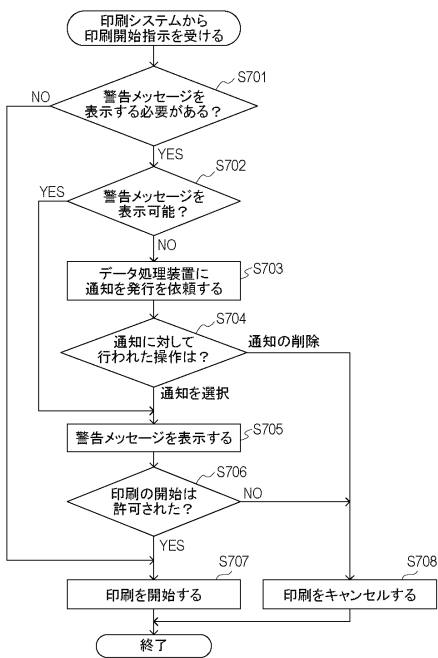 印刷システムから
印刷開始指示を受ける
S701
警告メッセージを
表示する必要がある？
NO
YES
S702
警告メッセージを
表示可能？
YES
NO
S703
データ処理装置に
通知を発行を依頼する
S704
通知に対して
行われた操作は？
通知の削除
通知を選択
S705
警告メッセージを表示する
S706
印刷の開始は
許可された？
NO
YES
S707
印刷を開始する
S708
印刷をキャンセルする
終了